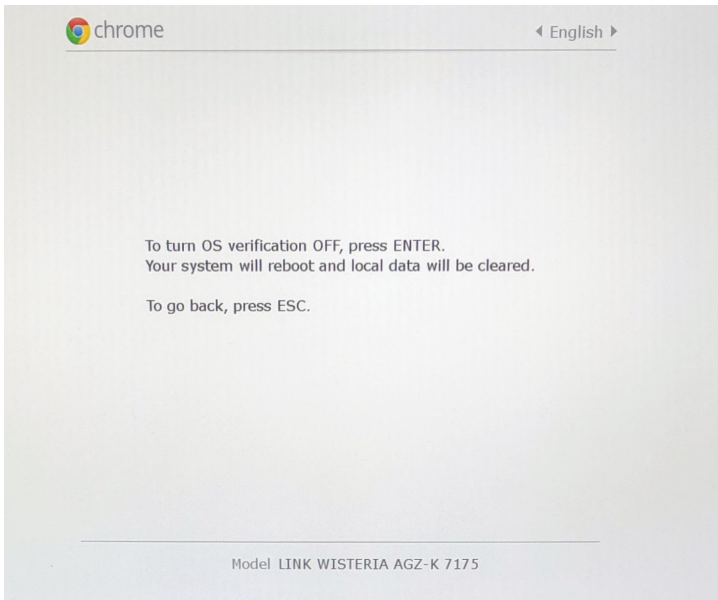 chrome
English
To turn OS verification OFF, press ENTER.
Your system will reboot and local data will be cleared.
To go back, press ESC.
Model LINK WISTERIA AGZ-K 7175